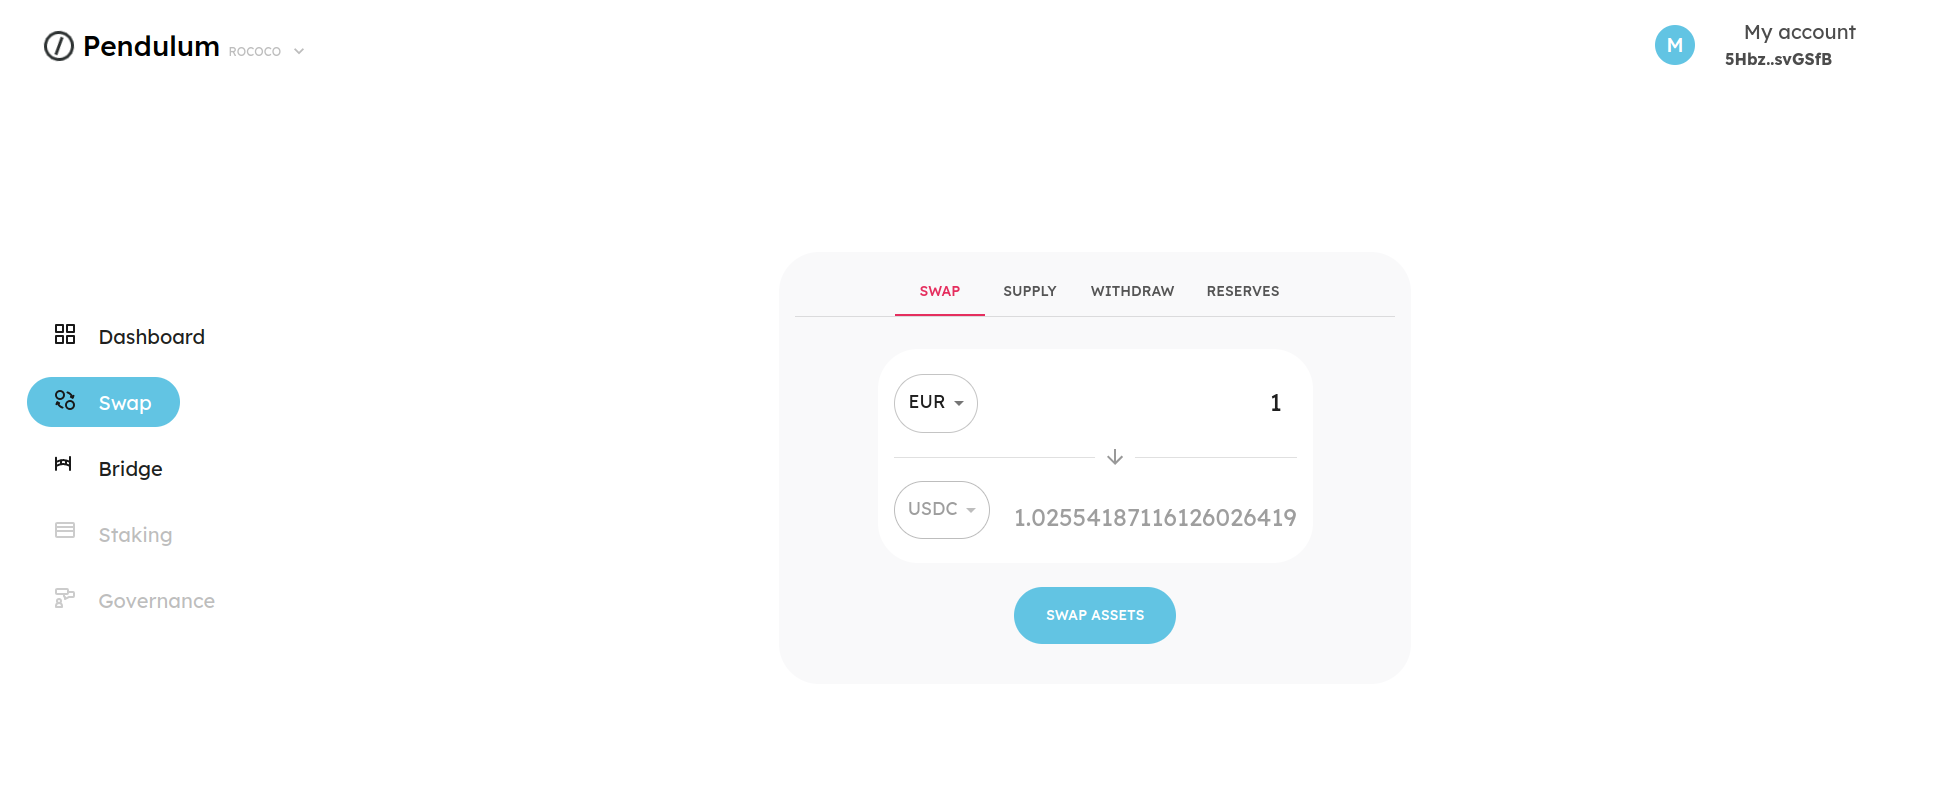 Pendulum ROCOCO
M
My account
5Hbz..svGSfB
Dashboard
Swap
Bridge
Staking
Governance
SWAP SUPPLY WITHDRAW RESERVES
EUR 1
USDC 1.02554187116126026419
SWAP ASSETS